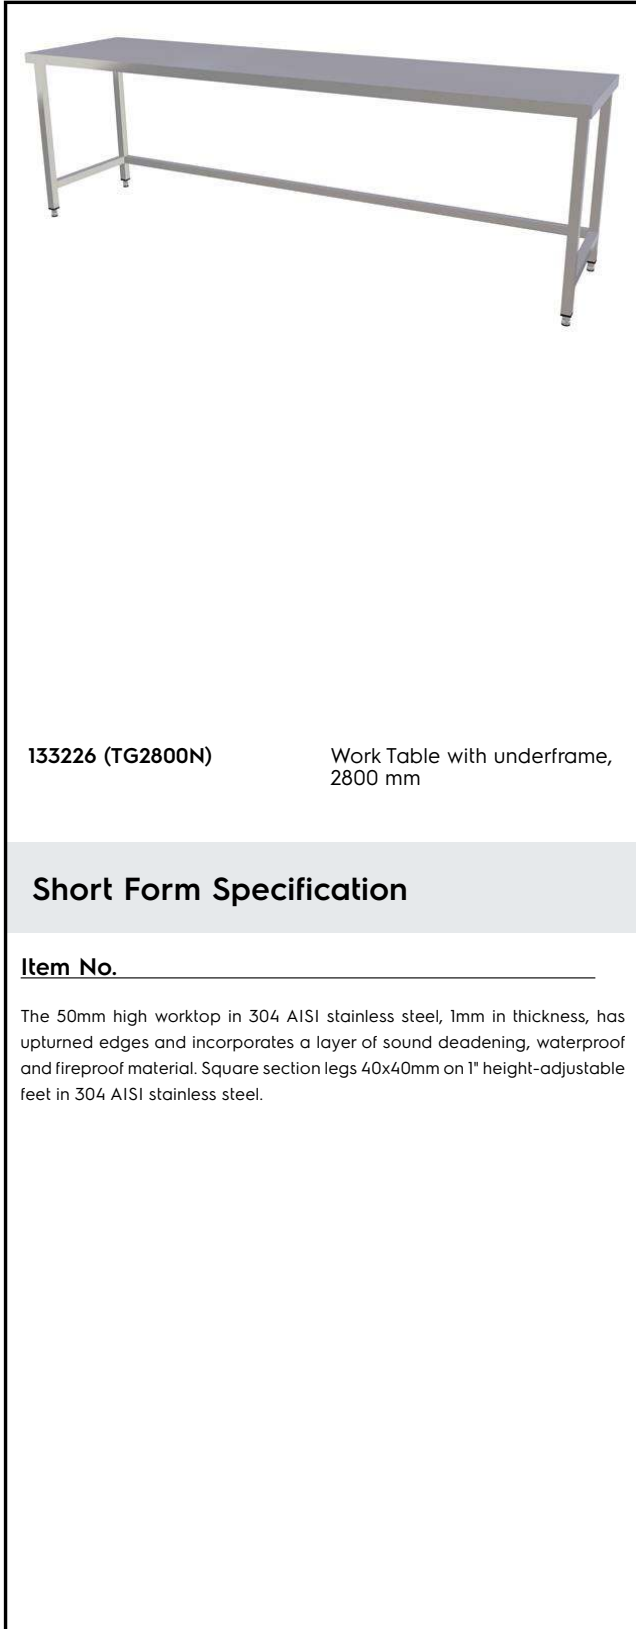 133226 (TG2800N)
Work Table with underframe,
2800 mm
Short Form Specification
Item No.
The 50mm high worktop in 304 AISI stainless steel, 1mm in thickness, has
upturned edges and incorporates a layer of sound deadening, waterproof
and fireproof material. Square section legs 40x40mm on 1" height-adjustable
feet in 304 AISI stainless steel.